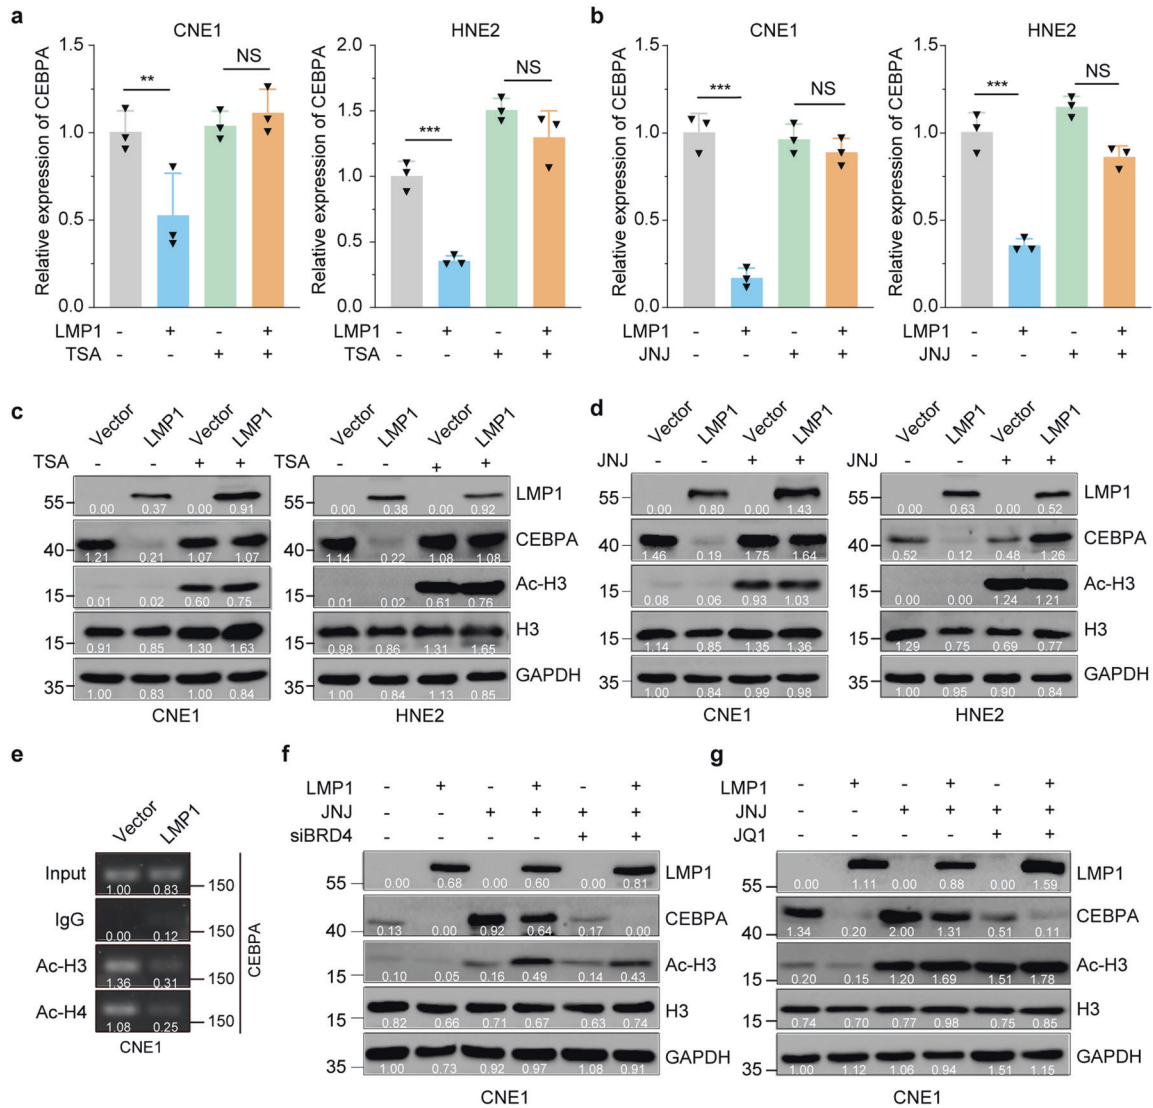 a
CNE1
Relative expression of CEBPA
1.5
1.0
0.5
0.0
**
NS
LMP1 - + - +
TSA - - + +
HNE2
Relative expression of CEBPA
2.0
1.5
1.0
0.5
0.0
***
NS
LMP1 - + - +
TSA - - + +
b
CNE1
Relative expression of CEBPA
1.5
1.0
0.5
0.0
***
NS
LMP1 - + - +
JNJ - - + +
HNE2
Relative expression of CEBPA
1.5
1.0
0.5
0.0
***
NS
LMP1 - + - +
JNJ - - + +
c
Vector LMP1 Vector LMP1
TSA - - + +
55 0.00 0.37 0.00 0.91
40 1.21 0.21 1.07 1.07
15 0.01 0.02 0.60 0.75
15 0.91 0.85 1.30 1.63
35 1.00 0.83 1.00 0.84
CNE1
Vector LMP1 Vector LMP1
TSA - - + +
0.00 0.38 0.00 0.92 LMP1
1.14 0.22 1.08 1.08 CEBPA
0.01 0.02 0.61 0.76 Ac-H3
0.98 0.86 1.31 1.65 H3
1.00 0.84 1.13 0.85 GAPDH
HNE2
d
Vector LMP1 Vector LMP1
JNJ - - + +
55 0.00 0.80 0.00 1.43
40 1.46 0.19 1.75 1.64
15 0.08 0.06 0.93 1.03
15 1.14 0.85 1.35 1.36
35 1.00 0.84 0.99 0.98
CNE1
Vector LMP1 Vector LMP1
JNJ - - + +
0.00 0.63 0.00 0.52 LMP1
0.52 0.12 0.48 1.26 CEBPA
0.00 0.00 1.24 1.21 Ac-H3
1.29 0.75 0.69 0.77 H3
1.00 0.95 0.90 0.84 GAPDH
HNE2
e
Vector LMP1
Input 1.00 0.83 150
IgG 0.00 0.12 150
Ac-H3 1.36 0.31 150
Ac-H4 1.08 0.25 150
CEBPA
CNE1
f
LMP1 - + - + - +
JNJ - - + + + +
siBRD4 - - - - + +
55 0.00 0.68 0.00 0.60 0.00 0.81 LMP1
40 0.13 0.00 0.92 0.64 0.17 0.00 CEBPA
15 0.10 0.05 0.16 0.49 0.14 0.43 Ac-H3
15 0.82 0.66 0.71 0.67 0.63 0.74 H3
35 1.00 0.73 0.92 0.97 1.08 0.91 GAPDH
CNE1
g
LMP1 - + - + - +
JNJ - - + + + +
JQ1 - - - - + +
55 0.00 1.11 0.00 0.88 0.00 1.59 LMP1
40 1.34 0.20 2.00 1.31 0.51 0.11 CEBPA
15 0.20 0.15 1.20 1.69 1.51 1.78 Ac-H3
15 0.74 0.70 0.77 0.98 0.75 0.85 H3
35 1.00 1.12 1.06 0.94 1.51 1.15 GAPDH
CNE1